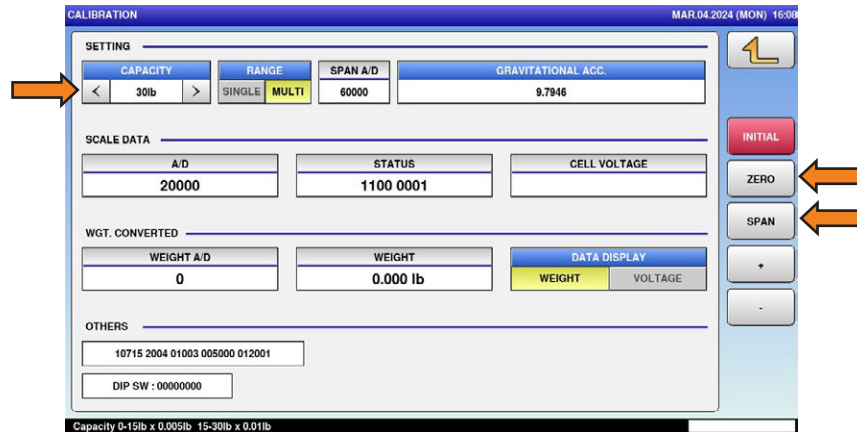 CALIBRATION MAR.04.2024 (MON) 16:08
SETTING
CAPACITY RANGE SPAN A/D GRAVITATIONAL ACC.
< 30lb > SINGLE MULTI 60000 9.7946
INITIAL
SCALE DATA
A/D STATUS CELL VOLTAGE
20000 1100 0001
ZERO
SPAN
WGT. CONVERTED
WEIGHT A/D WEIGHT DATA DISPLAY
0 0.000 lb WEIGHT VOLTAGE
+
-
OTHERS
10715 2004 01003 005000 012001
DIP SW : 00000000
Capacity 0-15lb x 0.005lb 15-30lb x 0.01lb